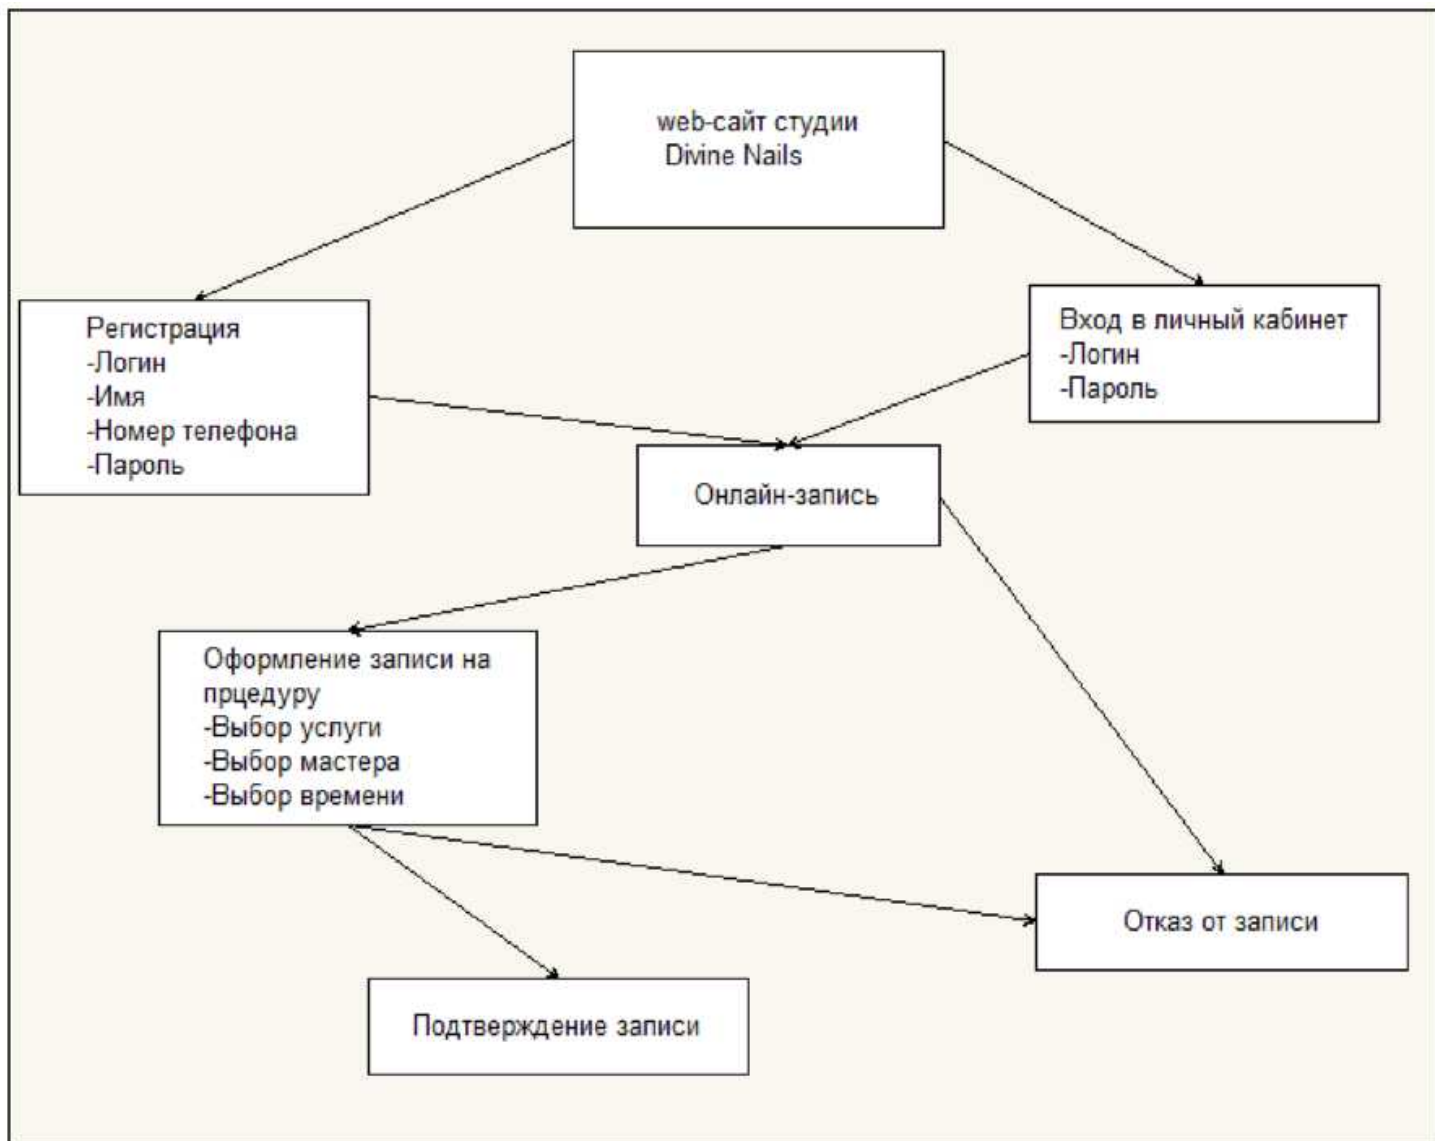 web-сайт студии
Divine Nails
Регистрация
-Логин
-Имя
-Номер телефона
-Пароль
Вход в личный кабинет
-Логин
-Пароль
Онлайн-запись
Оформление записи на
прцедуру
-Выбор услуги
-Выбор мастера
-Выбор времени
Отказ от записи
Подтверждение записи